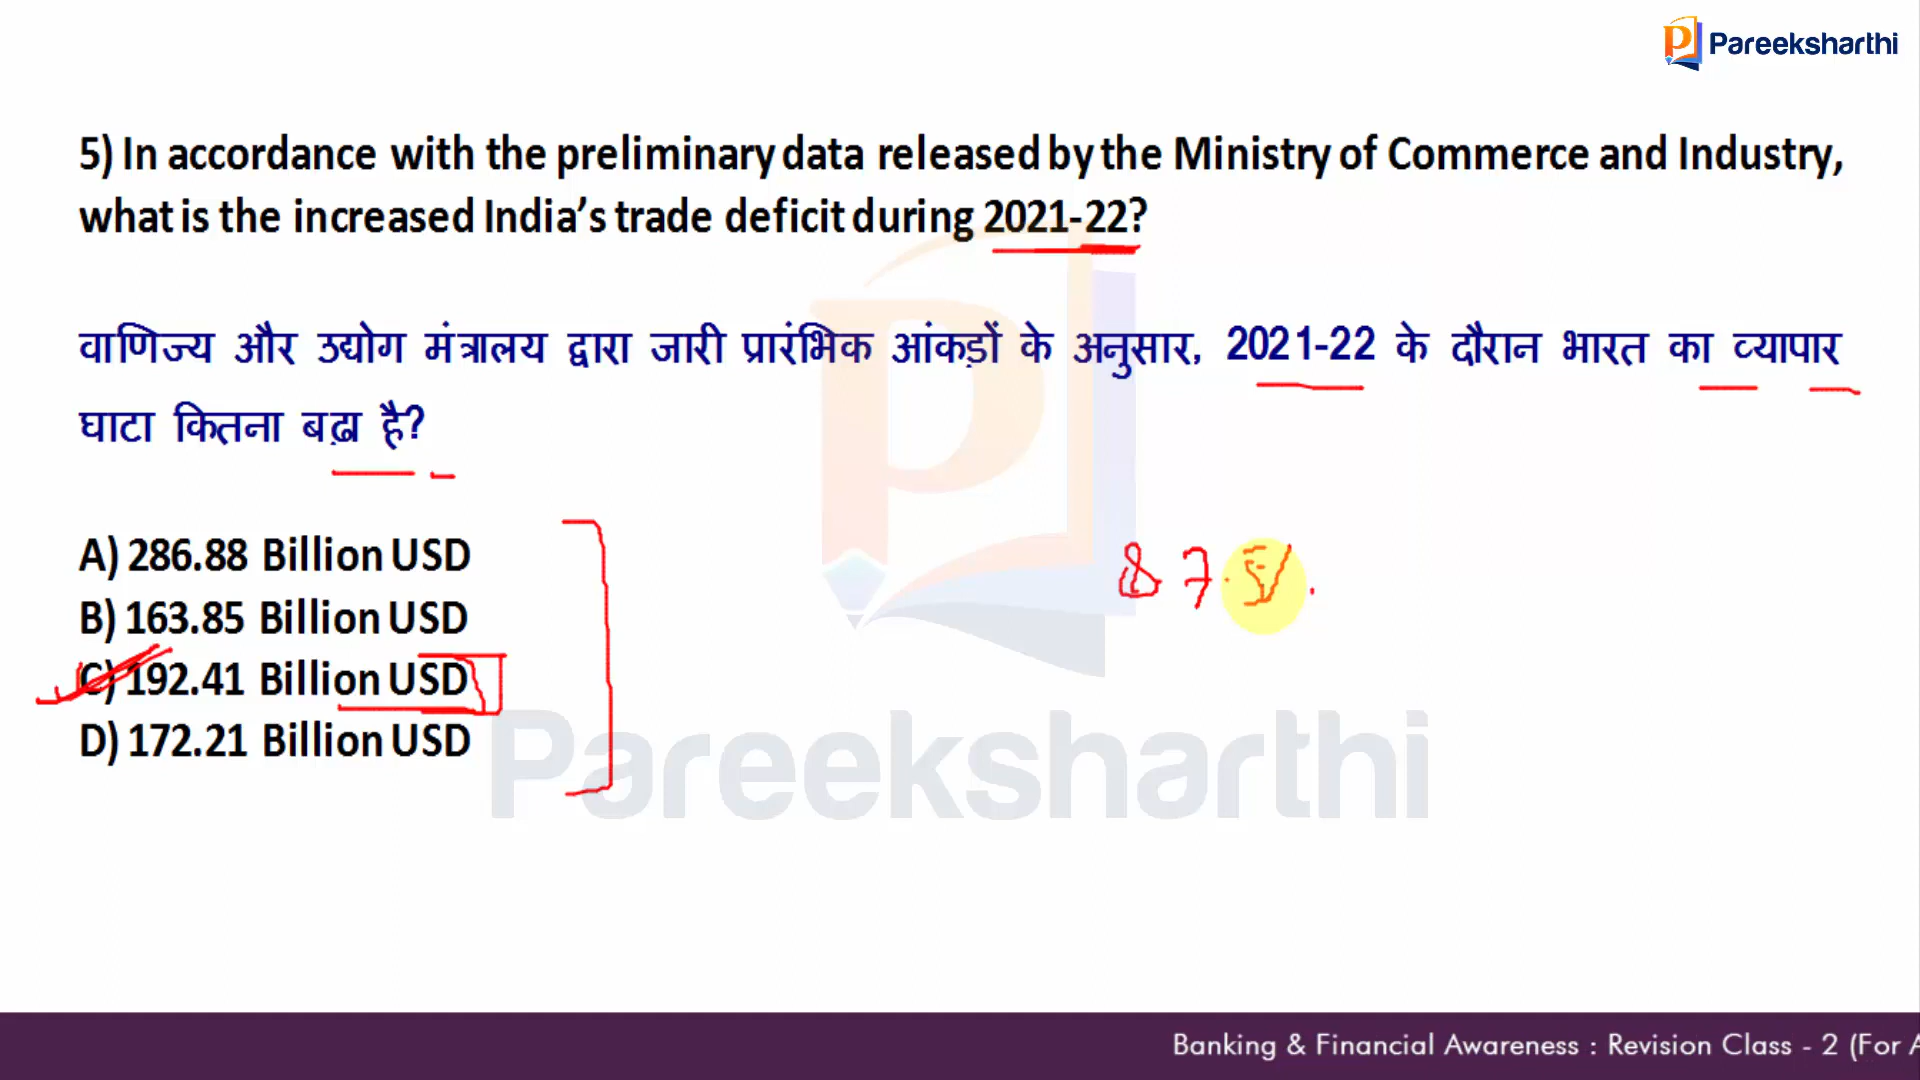 Pareeksharthi
5) In accordance with the preliminary data released by the Ministry of Commerce and Industry,
what is the increased India's trade deficit during 2021-22?
वाणिज्य और उद्योग मंत्रालय द्वारा जारी प्रारंभिक आंकड़ों के अनुसार, 2021-22 के दौरान भारत का व्यापार
घाटा कितना बढ़ा है?
A) 286.88 Billion USD
B) 163.85 Billion USD
C) 192.41 Billion USD
D) 172.21 Billion USD
87.
Pareeksharthi
Banking & Financial Awareness : Revision Class - 2 (For A